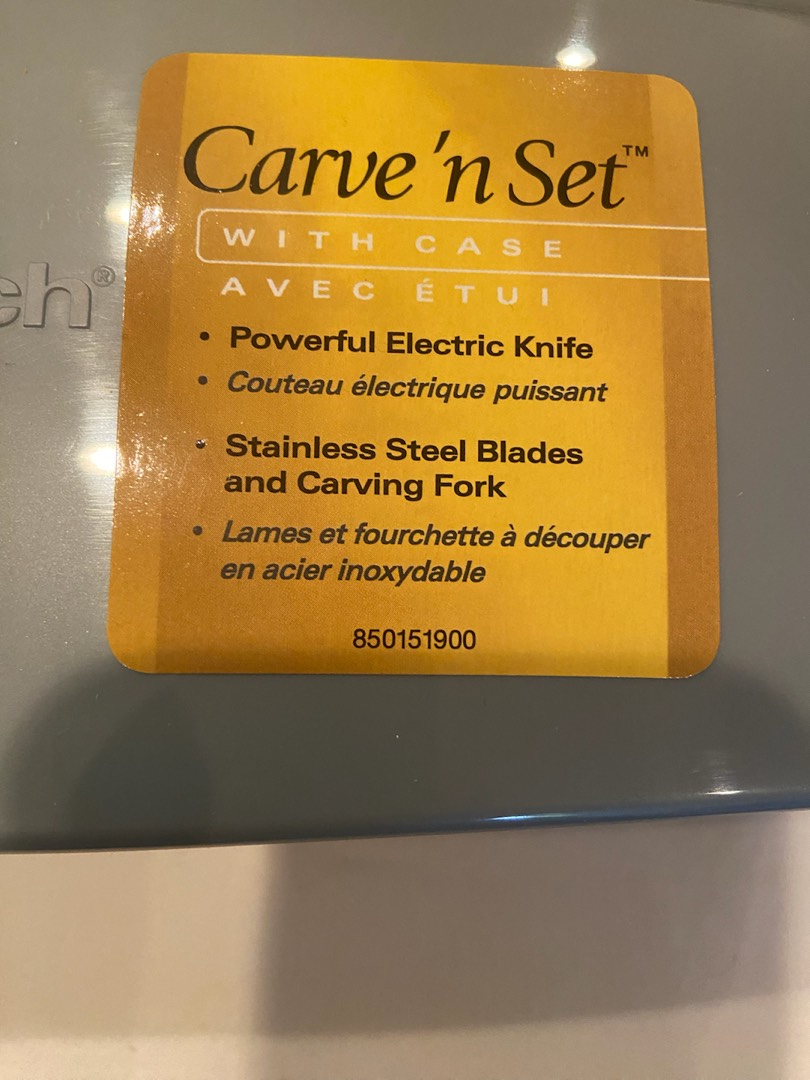 Carve 'n Set™
WITH CASE
AVEC ÉTUI
ch®
• Powerful Electric Knife
• Couteau électrique puissant
• Stainless Steel Blades
and Carving Fork
• Lames et fourchette à découper
en acier inoxydable
850151900